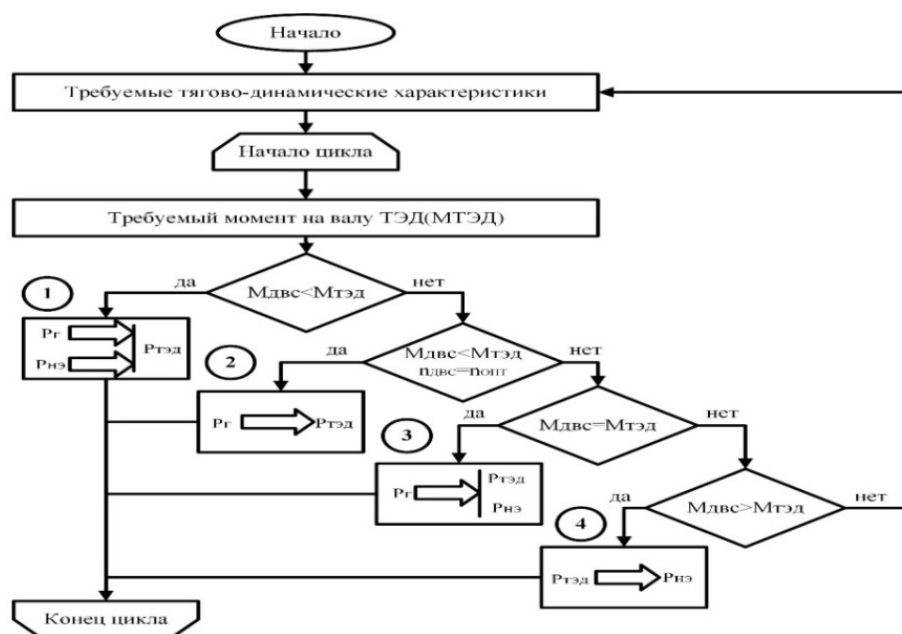 Начало
Требуемые тягово-динамические характеристики
Начало цикла
Требуемый момент на валу ТЭД(МТЭД)
Мдвс<Мтэд
да
нет
1
Рг
Рнэ
Ртэд
Мдвс<Мтэд
nдвс=nопт
да
нет
2
Рг
Ртэд
Мдвс=Мтэд
да
нет
3
Рг
Ртэд
Рнэ
Мдвс>Мтэд
да
нет
4
Ртэд
Рнэ
Конец цикла